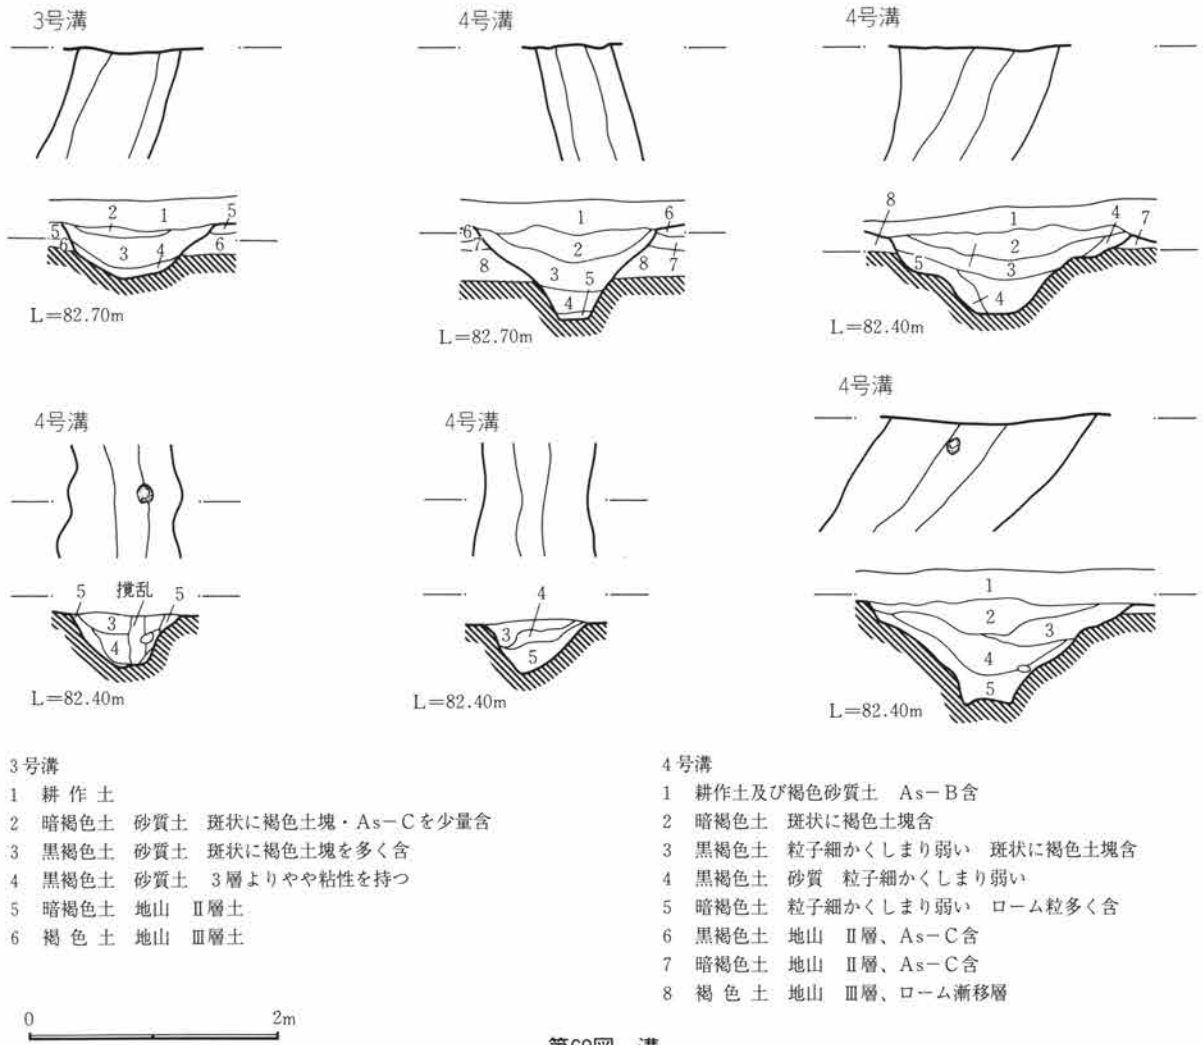 3号溝
4号溝
4号溝
2 1 5
5 6 3 4 6
L=82.70m
1 6
6 7 2
8 3 5 8 7
4
L=82.70m
8 1 4 7
2
5 3
4
L=82.40m
4号溝
4号溝
5 撹乱 5
3
4
L=82.40m
4
3
5
L=82.40m
4号溝
1
2
3
4
5
L=82.40m
3号溝
1 耕作土
2 暗褐色土 砂質土 斑状に褐色土塊・As-Cを少量含
3 黒褐色土 砂質土 斑状に褐色土塊を多く含
4 黒褐色土 砂質土 3層よりやや粘性を持つ
5 暗褐色土 地山 Ⅱ層土
6 褐色土 地山 Ⅲ層土
4号溝
1 耕作土及び褐色砂質土 As-B含
2 暗褐色土 斑状に褐色土塊含
3 黒褐色土 粒子細かくしまり弱い 斑状に褐色土塊含
4 黒褐色土 砂質 粒子細かくしまり弱い
5 暗褐色土 粒子細かくしまり弱い ローム粒多く含
6 黒褐色土 地山 Ⅱ層、As-C含
7 暗褐色土 地山 Ⅱ層、As-C含
8 褐色土 地山 Ⅲ層、ローム漸移層
0 2m